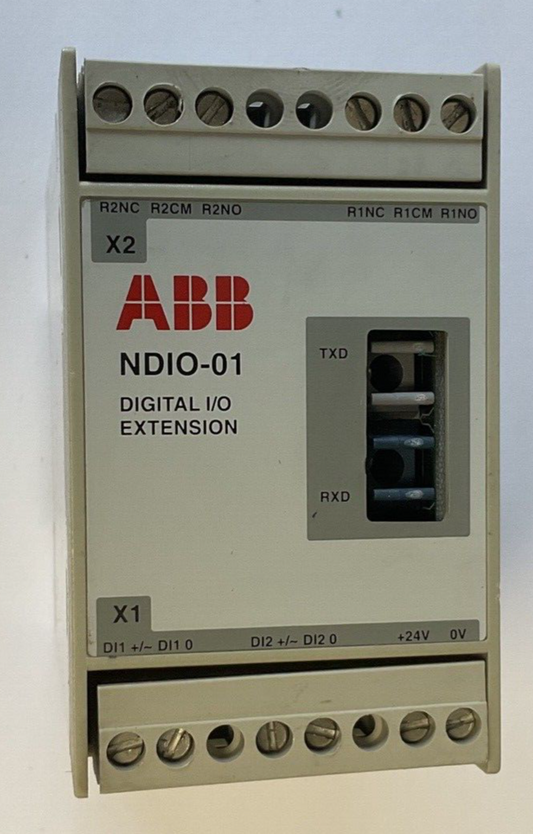 R2NC R2CM R2NO R1NC R1CM R1NO
X2
ABB
NDIO-01
DIGITAL I/O
EXTENSION
TXD
RXD
X1
DI1 +/~ DI1 0 DI2 +/~ DI2 0 +24V 0V